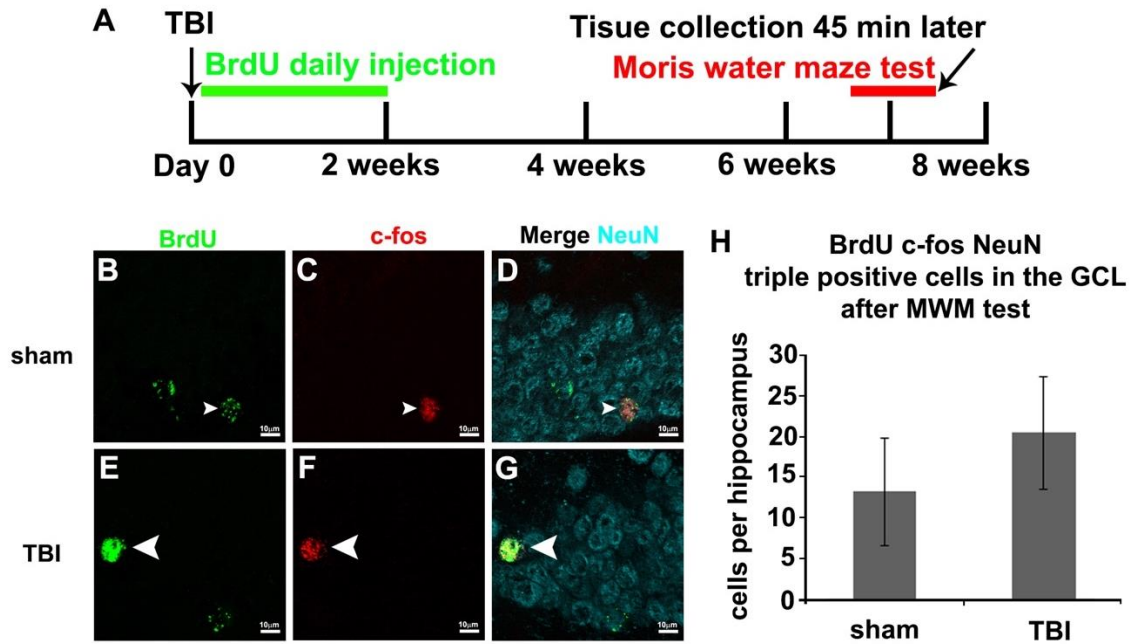 A
TBI
Tisue collection 45 min later
BrdU daily injection
Moris water maze test
Day 0
2 weeks
4 weeks
6 weeks
8 weeks
BrdU
c-fos
Merge NeuN
sham
B
10µm
C
10µm
D
10µm
TBI
E
10µm
F
10µm
G
10µm
H
BrdU c-fos NeuN
triple positive cells in the GCL
after MWM test
cells per hippocampus
30
25
20
15
10
5
0
sham
TBI